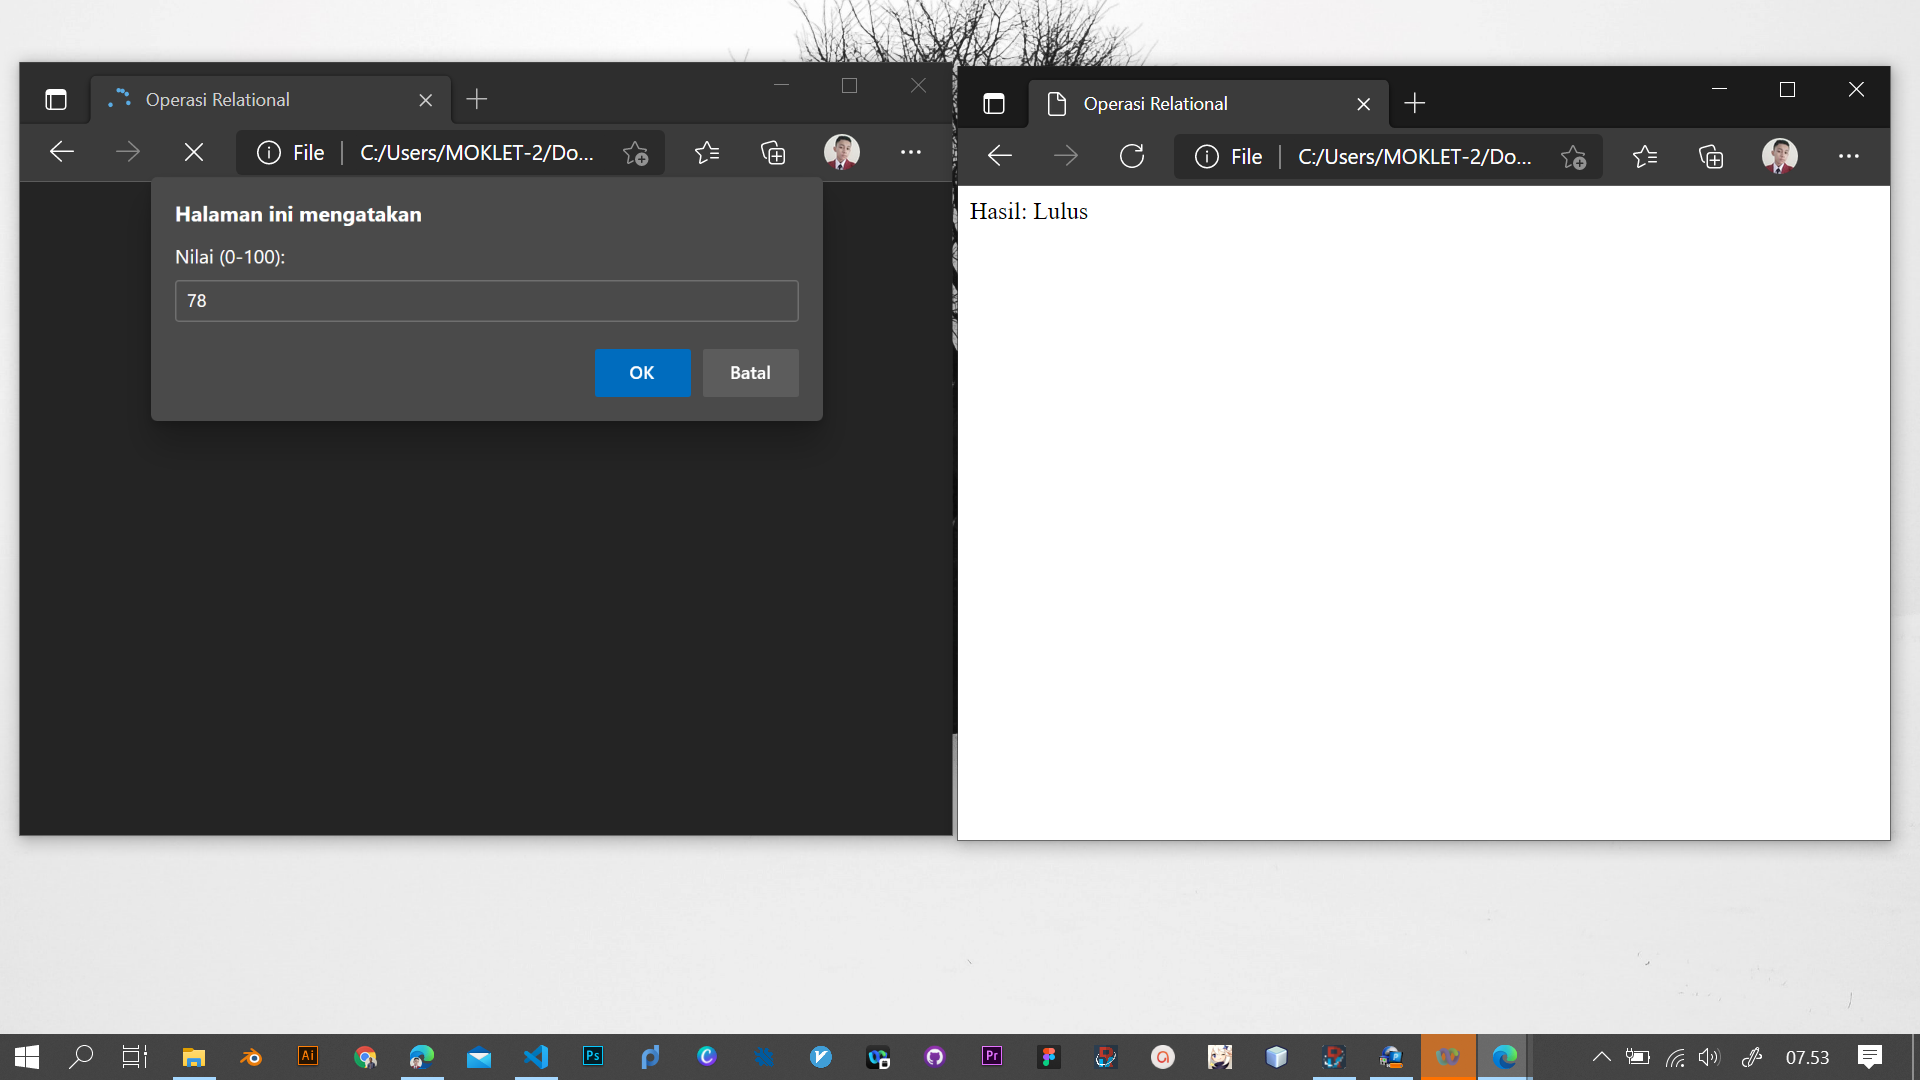 Operasi Relational
File C:/Users/MOKLET-2/Do...
Halaman ini mengatakan
Nilai (0-100):
78
OK Batal
Operasi Relational
File C:/Users/MOKLET-2/Do...
Hasil: Lulus
Ai
Ps
Pr
07.53